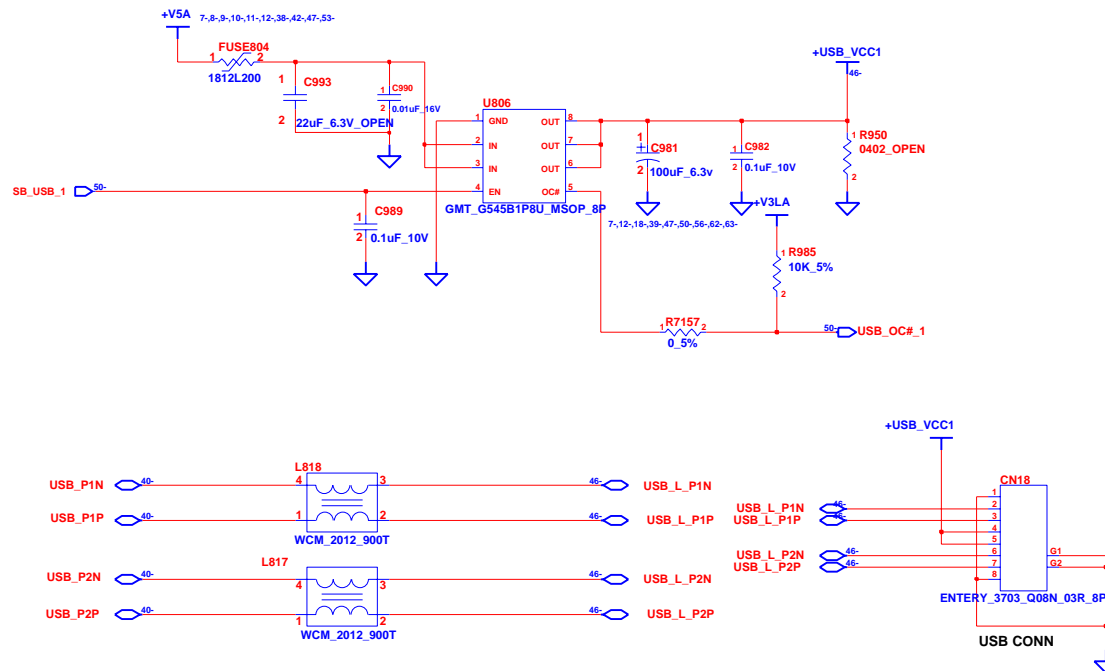 +V5A 7-,8-,9-,10-,11-,12-,38-,42-,47-,53-
FUSE804
1 2
1812L200
1 C993
2 22uF_6.3V_OPEN
1 C990
2 0.01uF_16V
+USB_VCC1
46-
U806
1 GND OUT 8
2 IN OUT 7
3 IN OUT 6
4 EN OC# 5
GMT_G545B1P8U_MSOP_8P
SB_USB_1 50-
1 C989
2 0.1uF_10V
1 + C981
2 100uF_6.3v
1 C982
2 0.1uF_10V
1 R950
0402_OPEN
2
+V3LA
7-,12-,18-,39-,47-,50-,56-,62-,63-
1 R985
10K_5%
2
R7157
1 2
0_5%
50- USB_OC#_1
L818
USB_P1N 40- 4 3 46- USB_L_P1N
USB_P1P 40- 1 2 46- USB_L_P1P
WCM_2012_900T
L817
USB_P2N 40- 4 3 46- USB_L_P2N
USB_P2P 40- 1 2 46- USB_L_P2P
WCM_2012_900T
+USB_VCC1
CN18
1
USB_L_P1N 46- 2
USB_L_P1P 46- 3
4
5
USB_L_P2N 46- 6 G1
USB_L_P2P 46- 7 G2
8
ENTERY_3703_Q08N_03R_8P
USB CONN